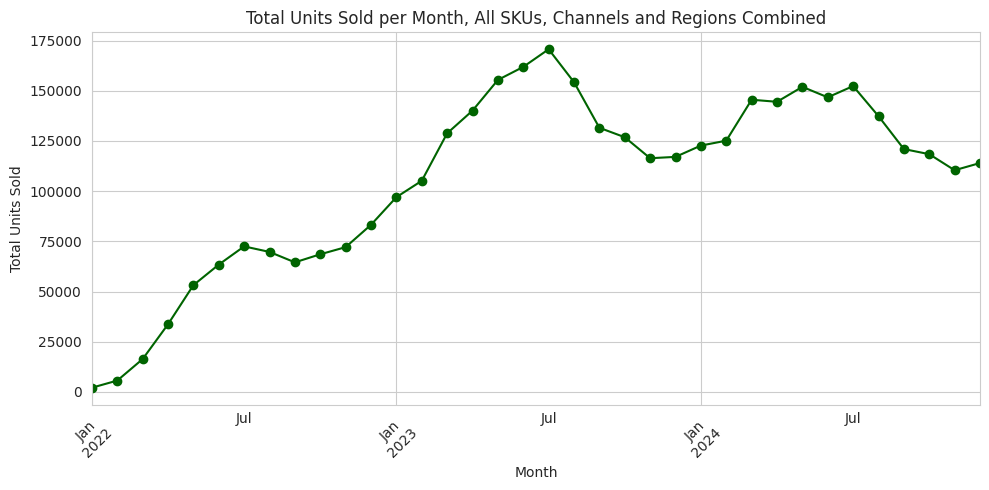 Total Units Sold per Month, All SKUs, Channels and Regions Combined
Total Units Sold
175000
150000
125000
100000
75000
50000
25000
0
Jan
2022
Jul
Jan
2023
Jul
Jan
2024
Jul
Month